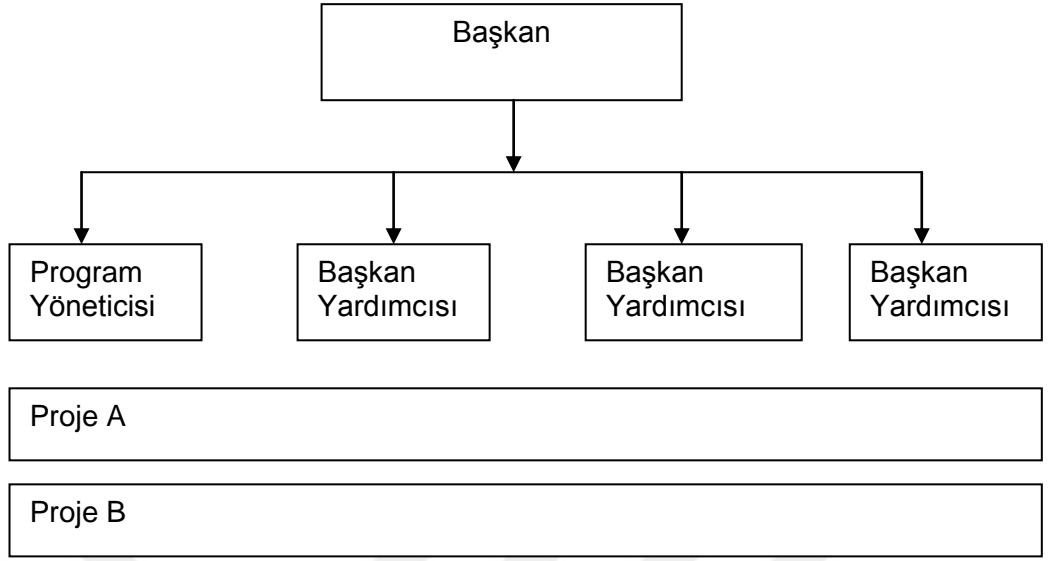 Başkan
Program
Yöneticisi
Başkan
Yardımcısı
Başkan
Yardımcısı
Başkan
Yardımcısı
Proje A
Proje B